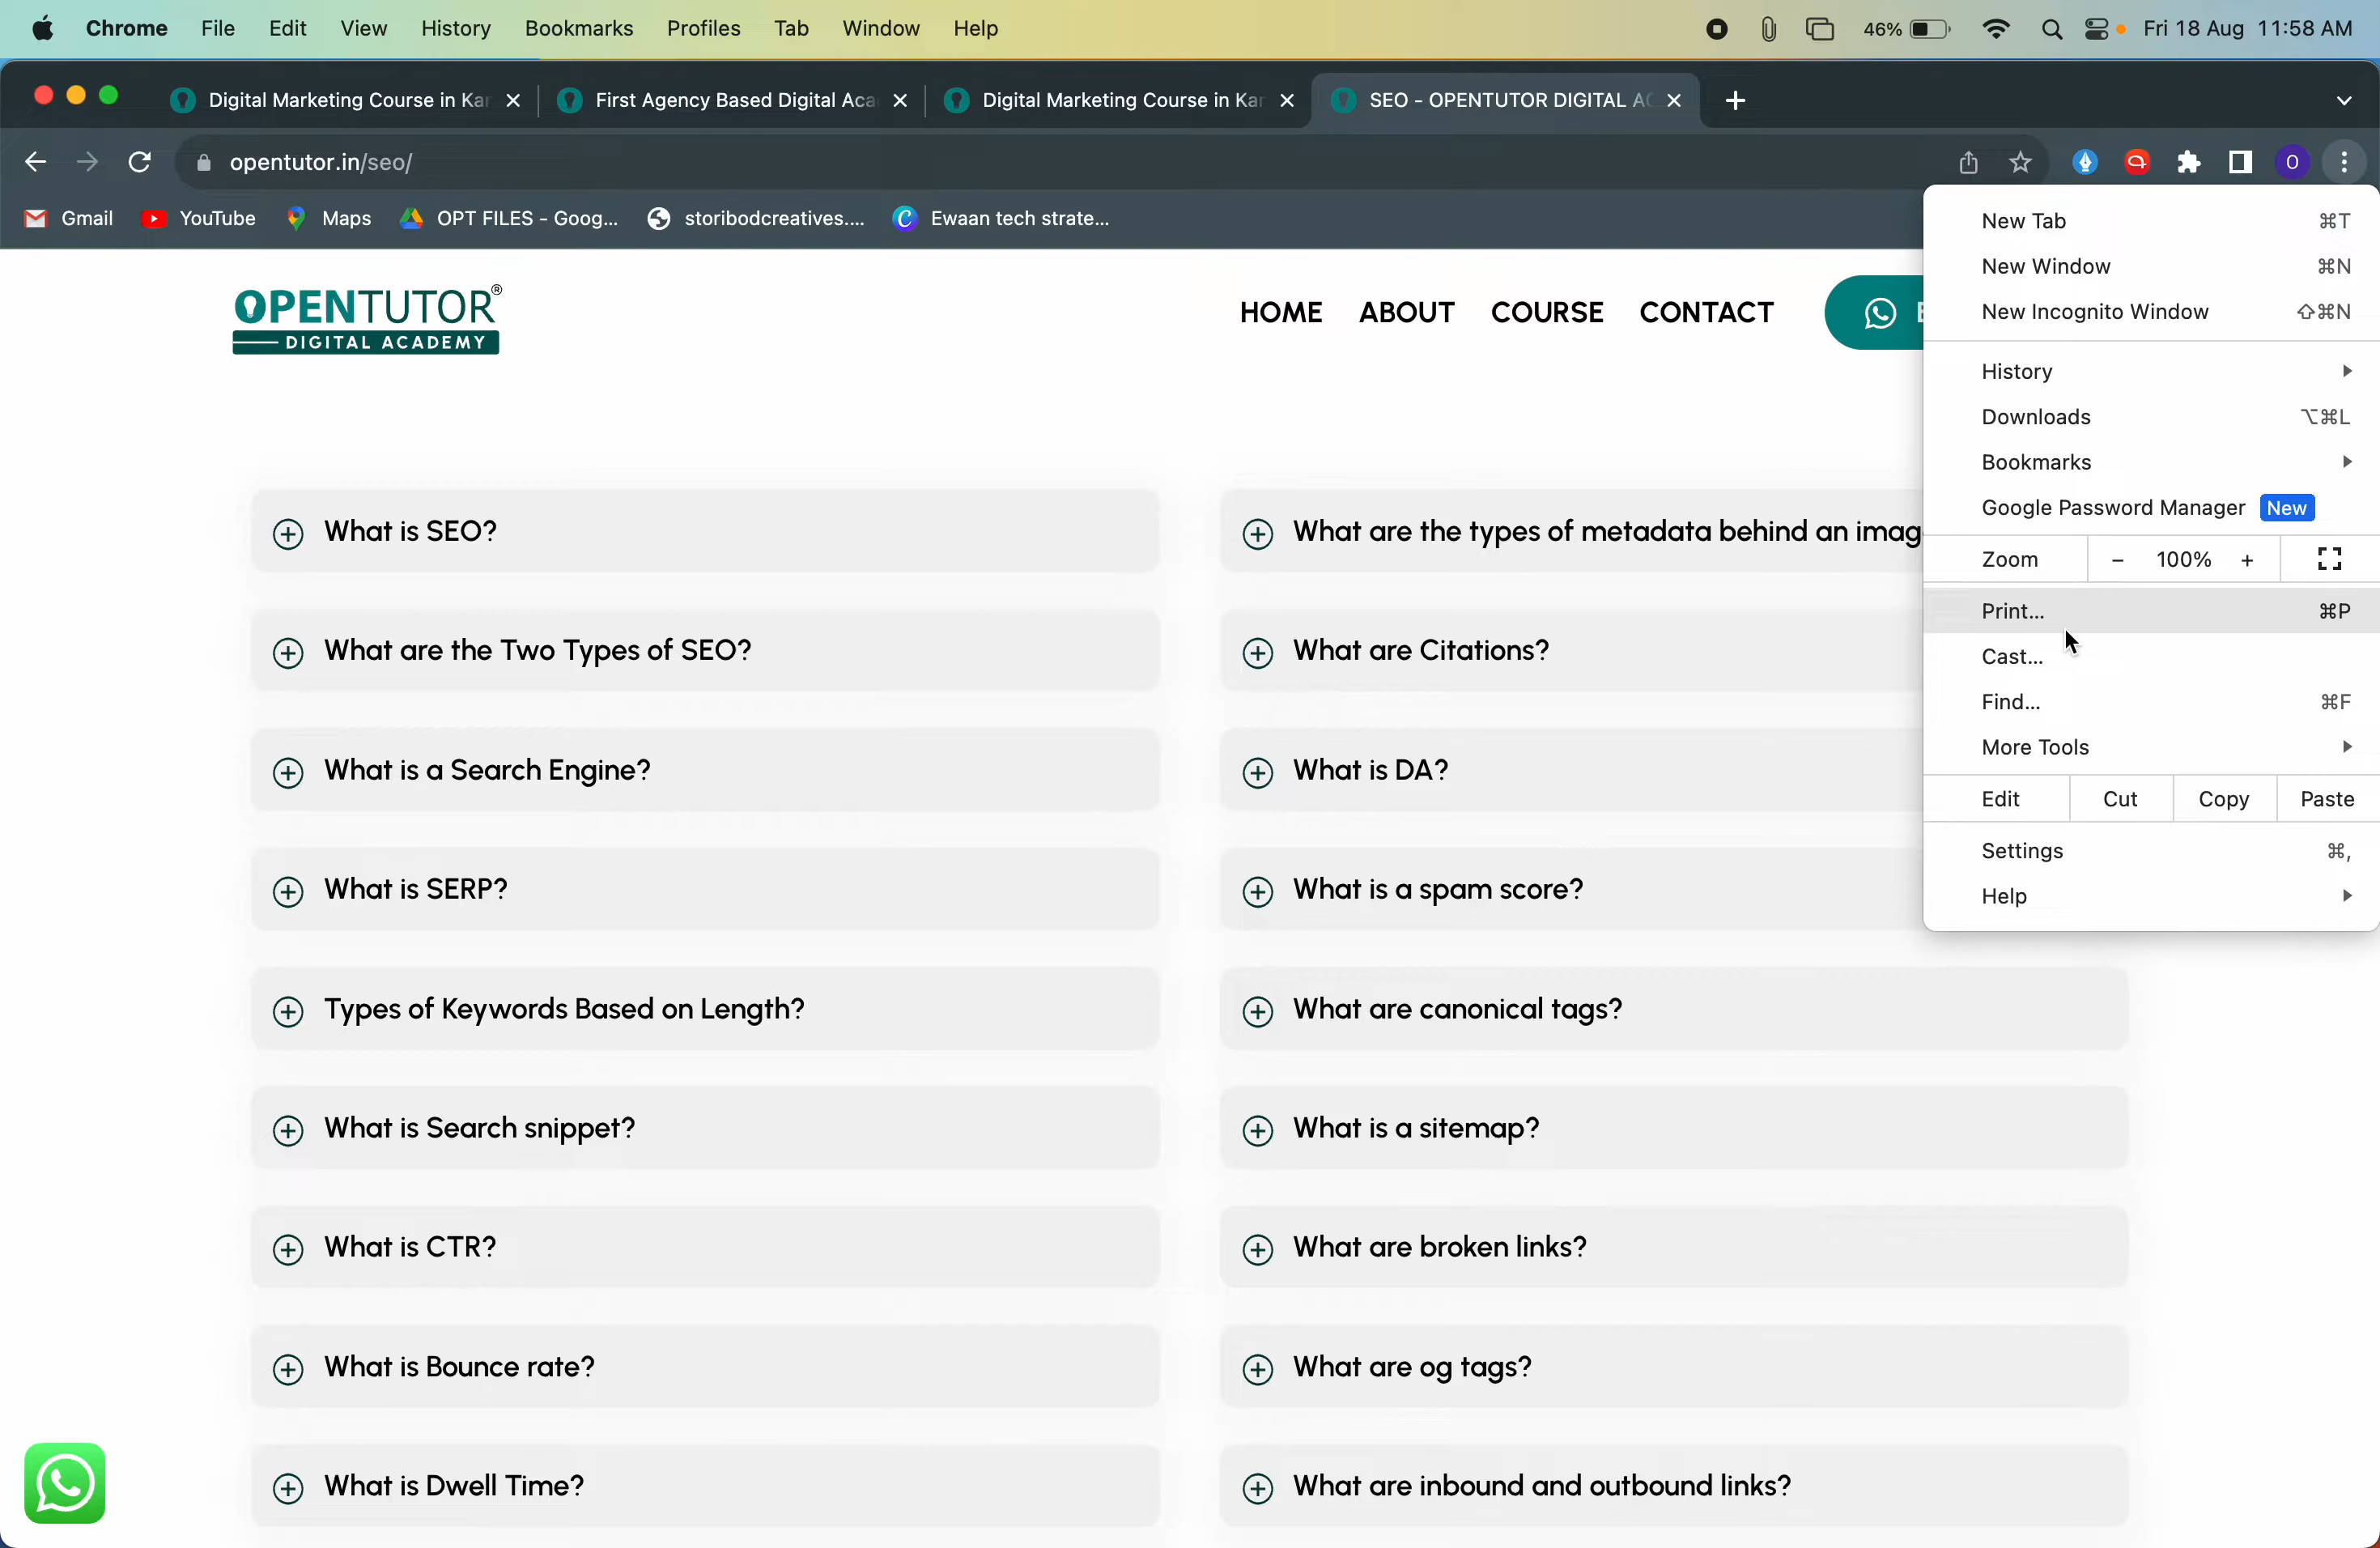 Chrome File Edit View History Bookmarks Profiles Tab Window Help 46% Fri 18 Aug 11:58 AM
Digital Marketing Course in Kar First Agency Based Digital Aca Digital Marketing Course in Kar SEO - OPENTUTOR DIGITAL AC
opentutor.in/seo/ O
Gmail YouTube Maps OPT FILES - Goog... storibodcreatives.... Ewaan tech strate...
OPENTUTOR®
DIGITAL ACADEMY
HOME ABOUT COURSE CONTACT
What is SEO?
What are the Two Types of SEO?
What is a Search Engine?
What is SERP?
Types of Keywords Based on Length?
What is Search snippet?
What is CTR?
What is Bounce rate?
What is Dwell Time?
What are the types of metadata behind an imag
What are Citations?
What is DA?
What is a spam score?
What are canonical tags?
What is a sitemap?
What are broken links?
What are og tags?
What are inbound and outbound links?
New Tab ⌘T
New Window ⌘N
New Incognito Window ⇧⌘N
History
Downloads ⌥⌘L
Bookmarks
Google Password Manager New
Zoom - 100% +
Print... ⌘P
Cast...
Find... ⌘F
More Tools
Edit Cut Copy Paste
Settings ⌘,
Help